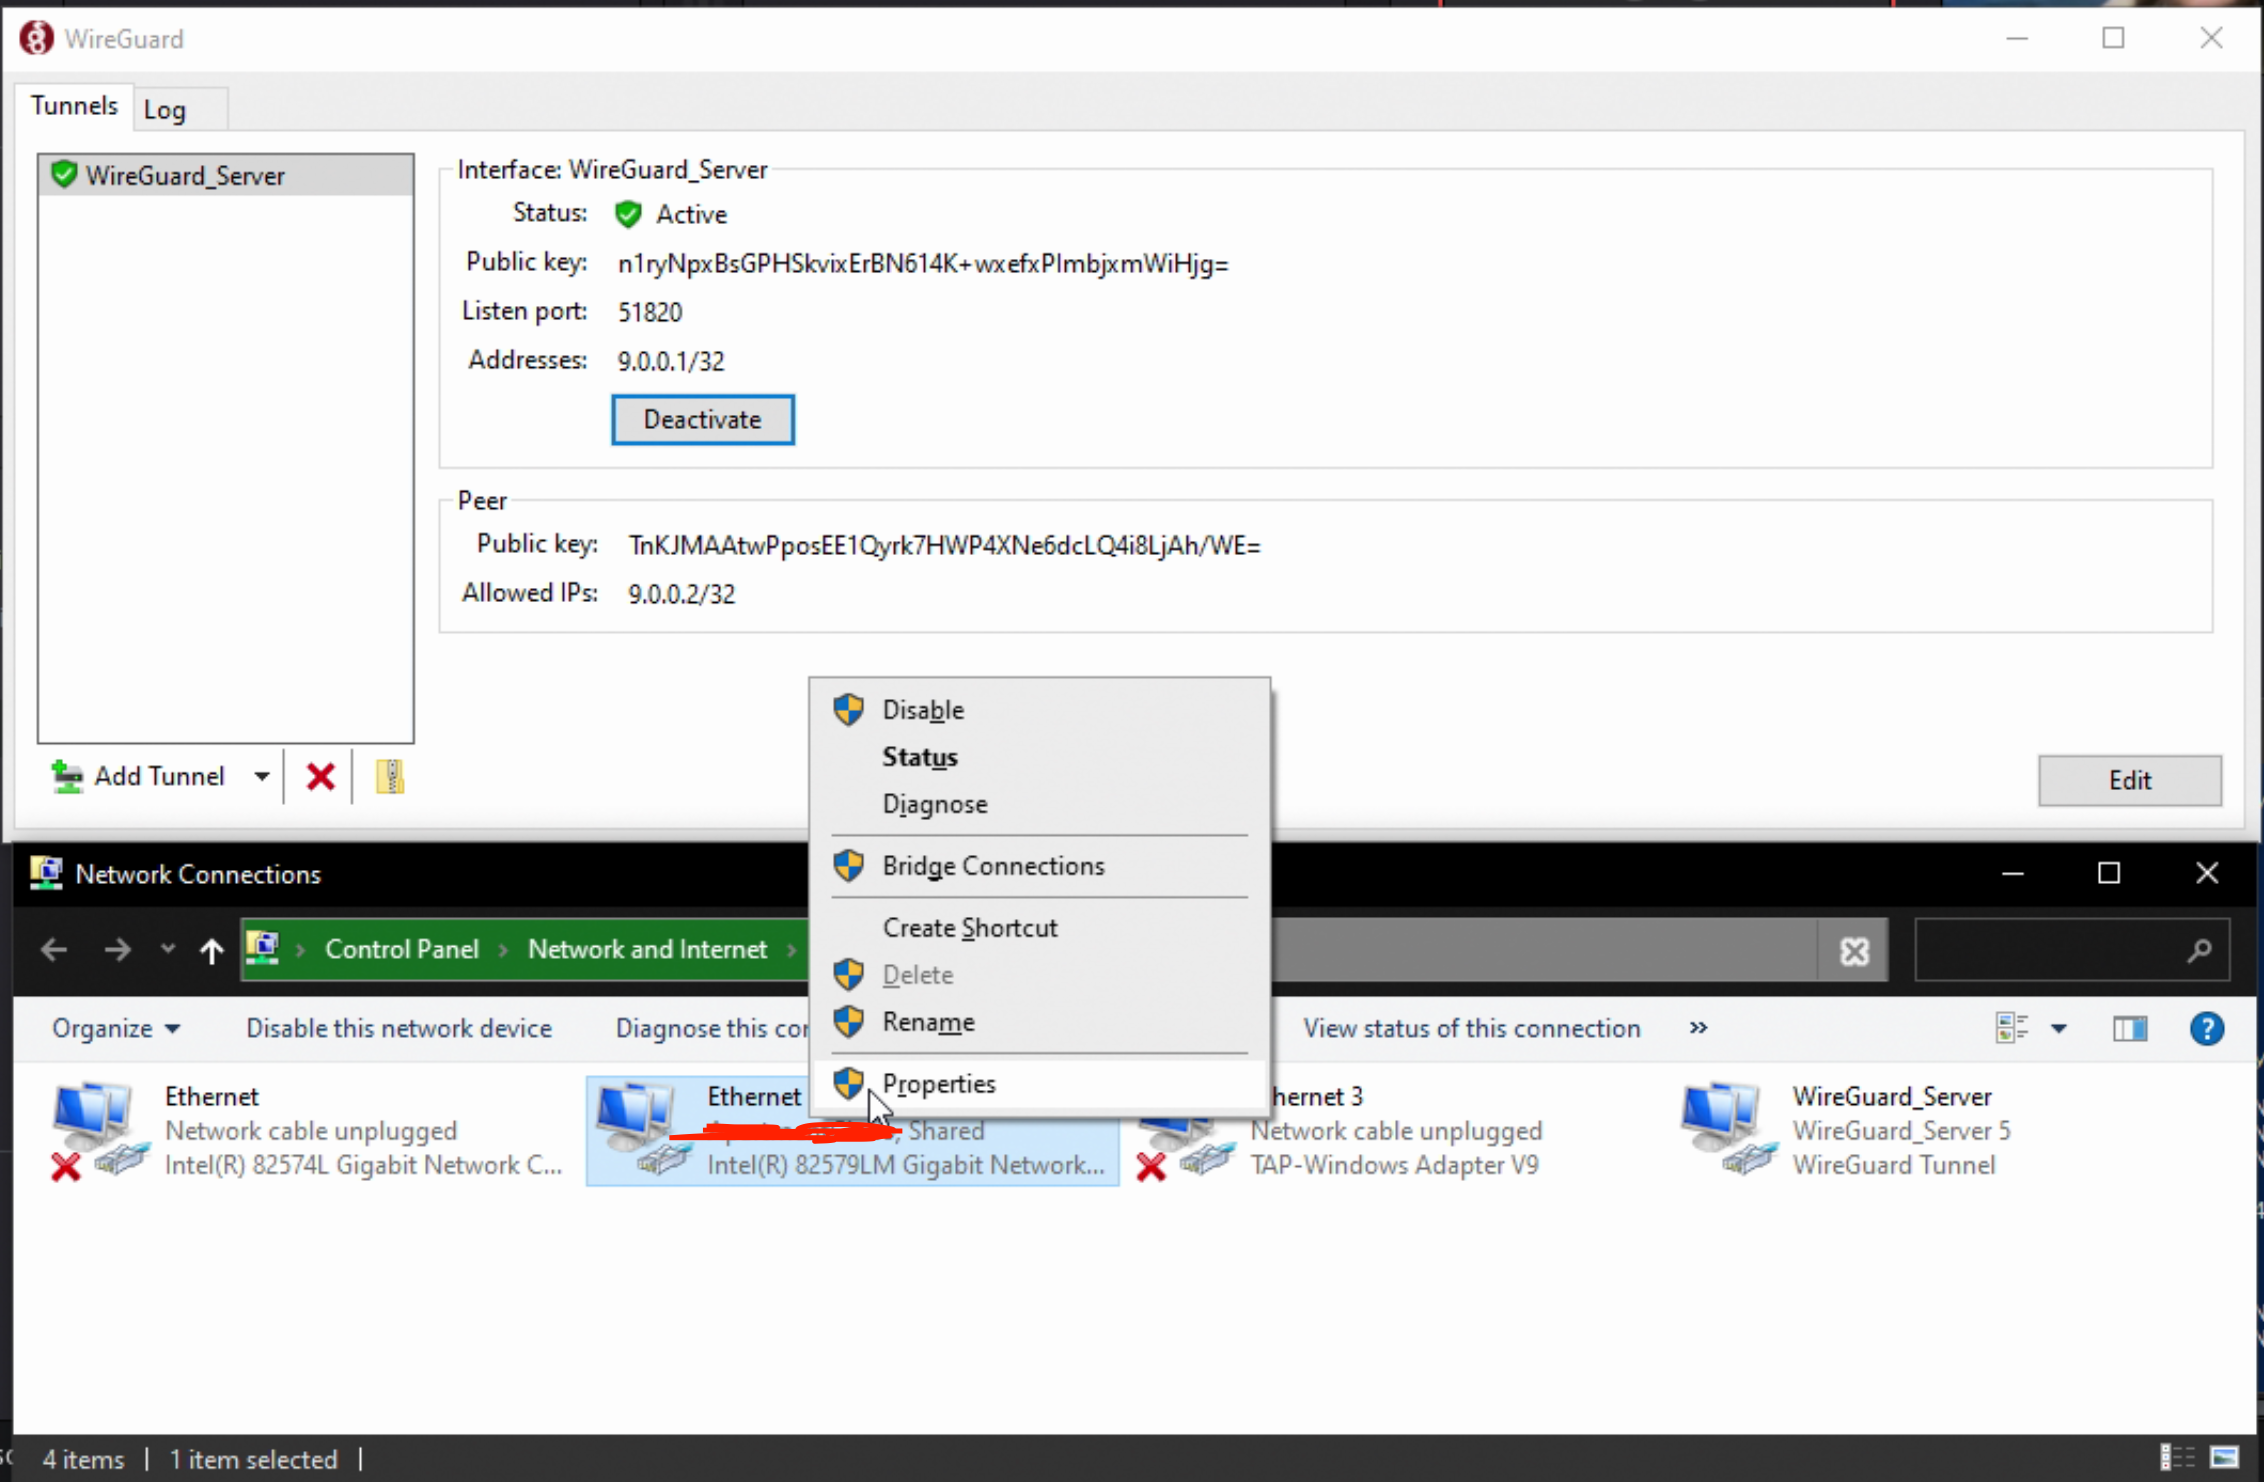 WireGuard
Tunnels
Log
WireGuard_Server
Interface: WireGuard_Server
Status: Active
Public key: n1ryNpxBsGPHSkvixErBN614K+wxefxPImbjxmWiHjg=
Listen port: 51820
Addresses: 9.0.0.1/32
Deactivate
Peer
Public key: TnKJMAAtwPposEE1Qyrk7HWP4XNe6dcLQ4i8LjAh/WE=
Allowed IPs: 9.0.0.2/32
Add Tunnel
Edit
Disable
Status
Diagnose
Bridge Connections
Create Shortcut
Delete
Rename
Properties
Network Connections
Control Panel > Network and Internet >
Organize
Disable this network device
Diagnose this cor
View status of this connection
»
Ethernet
Network cable unplugged
Intel(R) 82574L Gigabit Network C...
Ethernet
, Shared
Intel(R) 82579LM Gigabit Network...
hernet 3
Network cable unplugged
TAP-Windows Adapter V9
WireGuard_Server
WireGuard_Server 5
WireGuard Tunnel
4 items
1 item selected